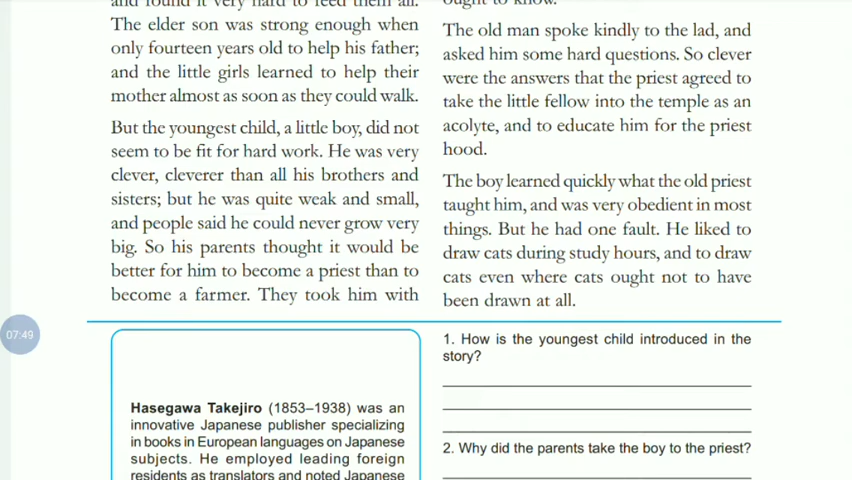 and found it very hard to feed them all.
The elder son was strong enough when
only fourteen years old to help his father;
and the little girls learned to help their
mother almost as soon as they could walk.
But the youngest child, a little boy, did not
seem to be fit for hard work. He was very
clever, cleverer than all his brothers and
sisters; but he was quite weak and small,
and people said he could never grow very
big. So his parents thought it would be
better for him to become a priest than to
become a farmer. They took him with
ought to know.
The old man spoke kindly to the lad, and
asked him some hard questions. So clever
were the answers that the priest agreed to
take the little fellow into the temple as an
acolyte, and to educate him for the priest
hood.
The boy learned quickly what the old priest
taught him, and was very obedient in most
things. But he had one fault. He liked to
draw cats during study hours, and to draw
cats even where cats ought not to have
been drawn at all.
07:49
Hasegawa Takejiro (1853–1938) was an
innovative Japanese publisher specializing
in books in European languages on Japanese
subjects. He employed leading foreign
residents as translators and noted Japanese
1. How is the youngest child introduced in the
story?
2. Why did the parents take the boy to the priest?